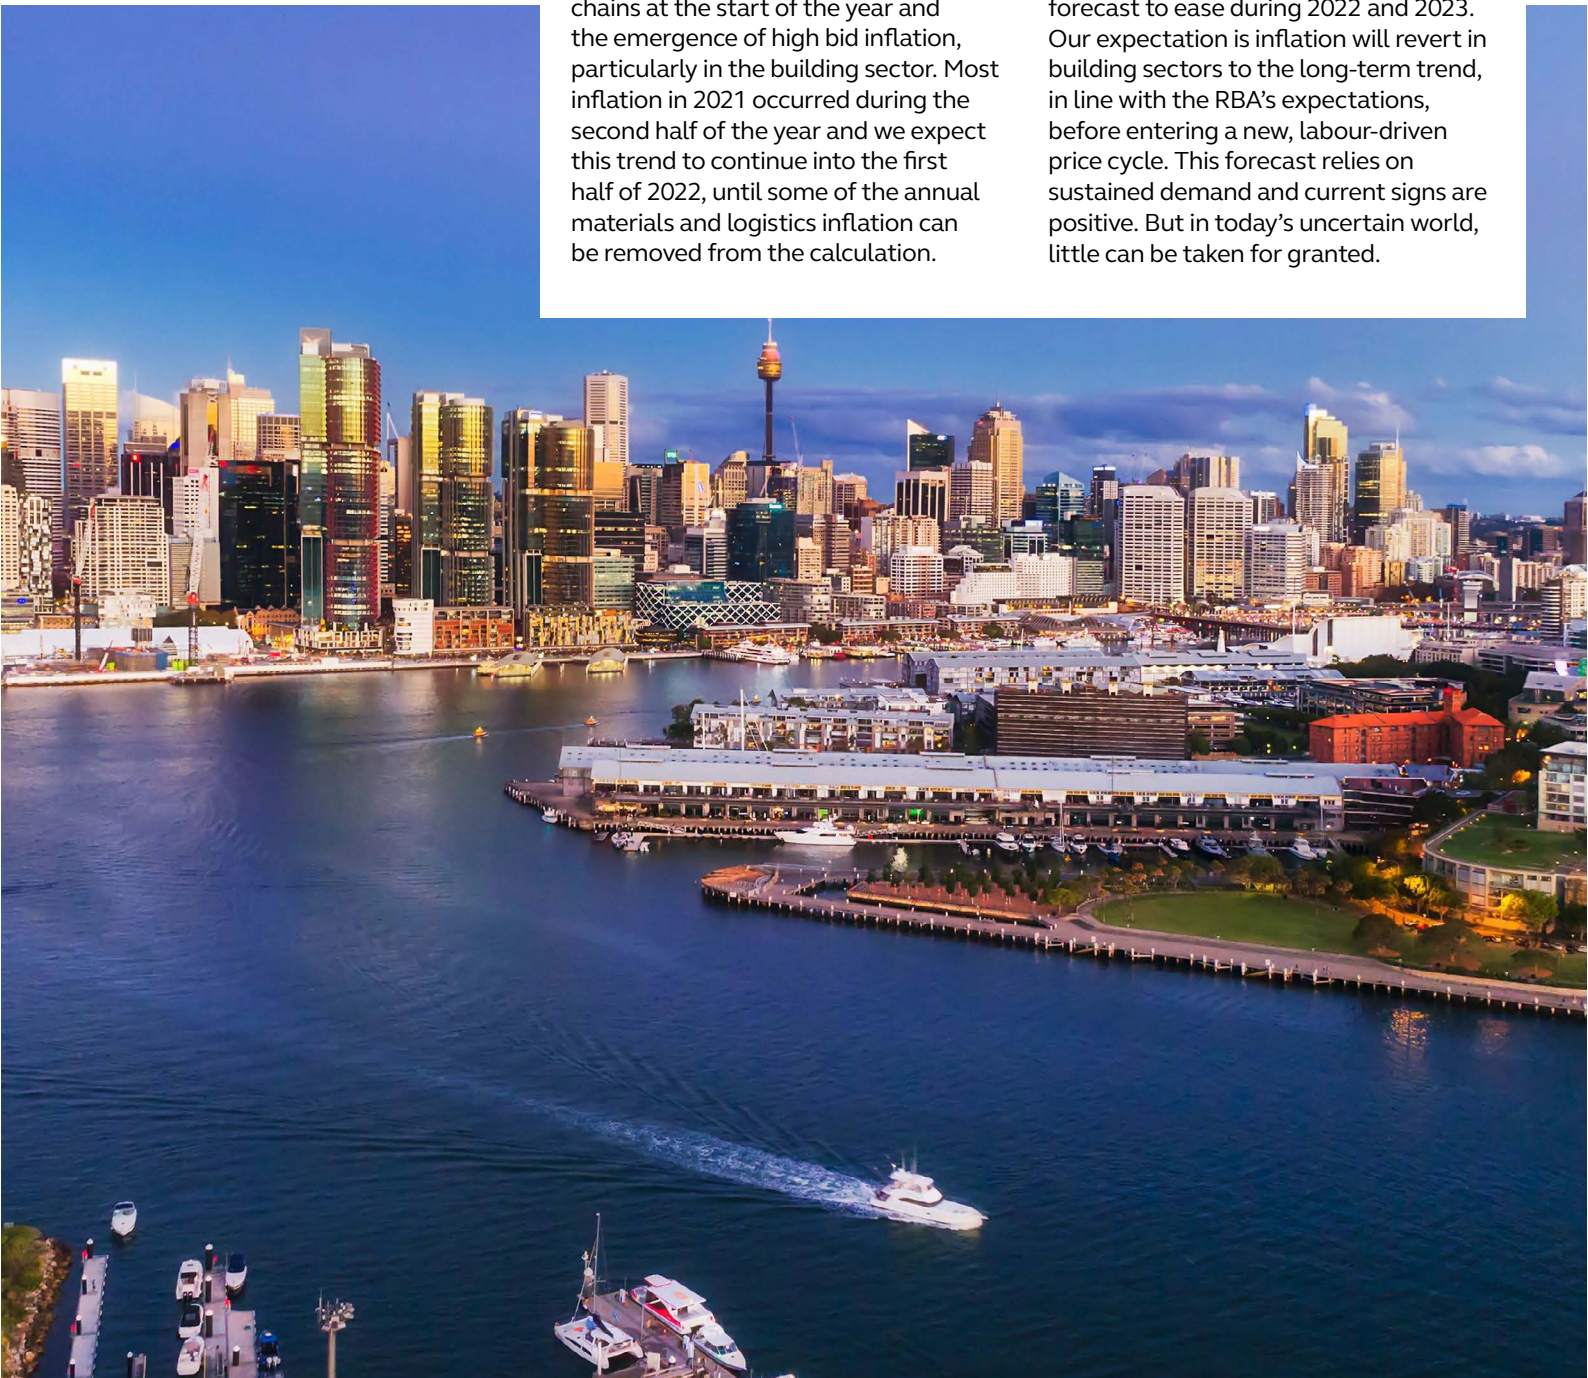 chains at the start of the year and
the emergence of high bid inflation,
particularly in the building sector. Most
inflation in 2021 occurred during the
second half of the year and we expect
this trend to continue into the first
half of 2022, until some of the annual
materials and logistics inflation can
be removed from the calculation.
forecast to ease during 2022 and 2023.
Our expectation is inflation will revert in
building sectors to the long-term trend,
in line with the RBA’s expectations,
before entering a new, labour-driven
price cycle. This forecast relies on
sustained demand and current signs are
positive. But in today’s uncertain world,
little can be taken for granted.